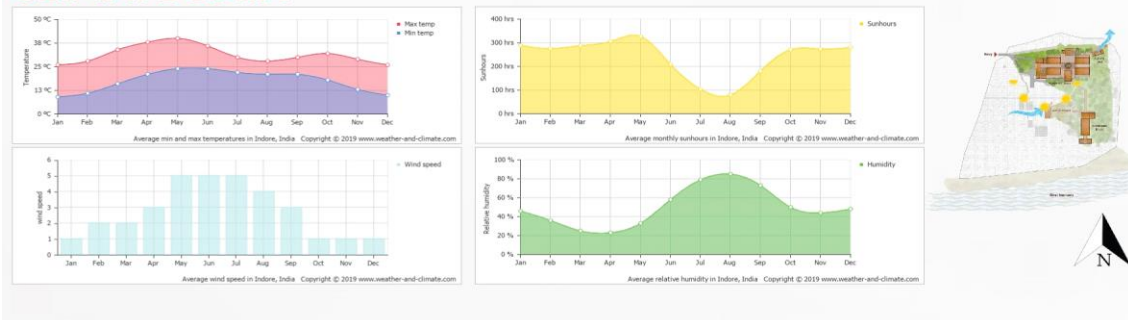 50 ºC
38 ºC
25 ºC
13 ºC
0 ºC
Temperature
Jan Feb Mar Apr May Jun Jul Aug Sep Oct Nov Dec
Max temp
Min temp
Average min and max temperatures in Indore, India Copyright © 2019 www.weather-and-climate.com
400 hrs
300 hrs
200 hrs
100 hrs
0 hrs
Sunhours
Jan Feb Mar Apr May Jun Jul Aug Sep Oct Nov Dec
Sunhours
Average monthly sunhours in Indore, India Copyright © 2019 www.weather-and-climate.com
6
5
4
3
2
1
0
wind speed
Jan Feb Mar Apr May Jun Jul Aug Sep Oct Nov Dec
Wind speed
Average wind speed in Indore, India Copyright © 2019 www.weather-and-climate.com
100 %
80 %
60 %
40 %
20 %
0 %
Relative humidity
Jan Feb Mar Apr May Jun Jul Aug Sep Oct Nov Dec
Humidity
Average relative humidity in Indore, India Copyright © 2019 www.weather-and-climate.com
N